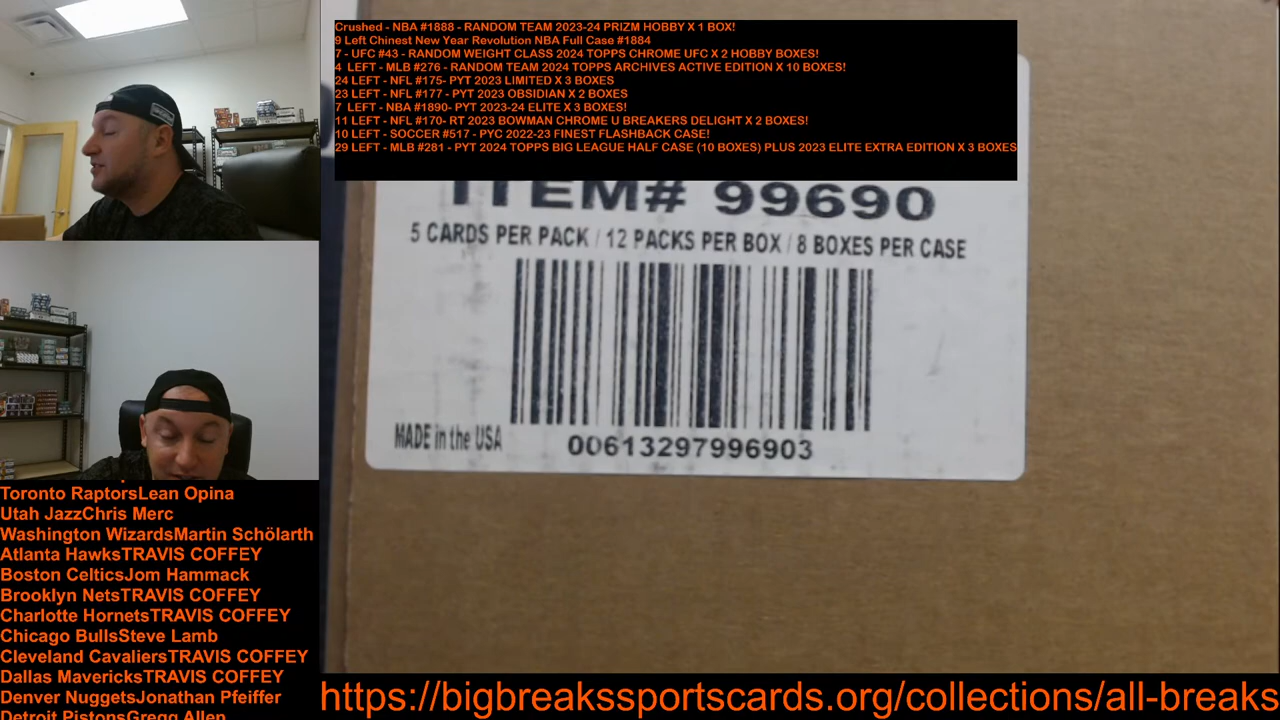 Crushed - NBA #1888 - RANDOM TEAM 2023-24 PRIZM HOBBY X 1 BOX!
9 Left Chinest New Year Revolution NBA Full Case #1884
7 - UFC #43 - RANDOM WEIGHT CLASS 2024 TOPPS CHROME UFC X 2 HOBBY BOXES!
4 LEFT - MLB #276 - RANDOM TEAM 2024 TOPPS ARCHIVES ACTIVE EDITION X 10 BOXES!
24 LEFT - NFL #175- PYT 2023 LIMITED X 3 BOXES
23 LEFT - NFL #177 - PYT 2023 OBSIDIAN X 2 BOXES
7 LEFT - NBA #1890- PYT 2023-24 ELITE X 3 BOXES!
11 LEFT - NFL #170- RT 2023 BOWMAN CHROME U BREAKERS DELIGHT X 2 BOXES!
10 LEFT - SOCCER #517 - PYC 2022-23 FINEST FLASHBACK CASE!
29 LEFT - MLB #281 - PYT 2024 TOPPS BIG LEAGUE HALF CASE (10 BOXES) PLUS 2023 ELITE EXTRA EDITION X 3 BOXES
ITEM# 99690
5 CARDS PER PACK / 12 PACKS PER BOX / 8 BOXES PER CASE
MADE in the USA
00613297996903
Toronto RaptorsLean Opina
Utah JazzChris Merc
Washington WizardsMartin Schölarth
Atlanta HawksTRAVIS COFFEY
Boston CelticsJom Hammack
Brooklyn NetsTRAVIS COFFEY
Charlotte HornetsTRAVIS COFFEY
Chicago BullsSteve Lamb
Cleveland CavaliersTRAVIS COFFEY
Dallas MavericksTRAVIS COFFEY
Denver NuggetsJonathan Pfeiffer
Detroit PistonsGregg Allen
https://bigbreakssportscards.org/collections/all-breaks